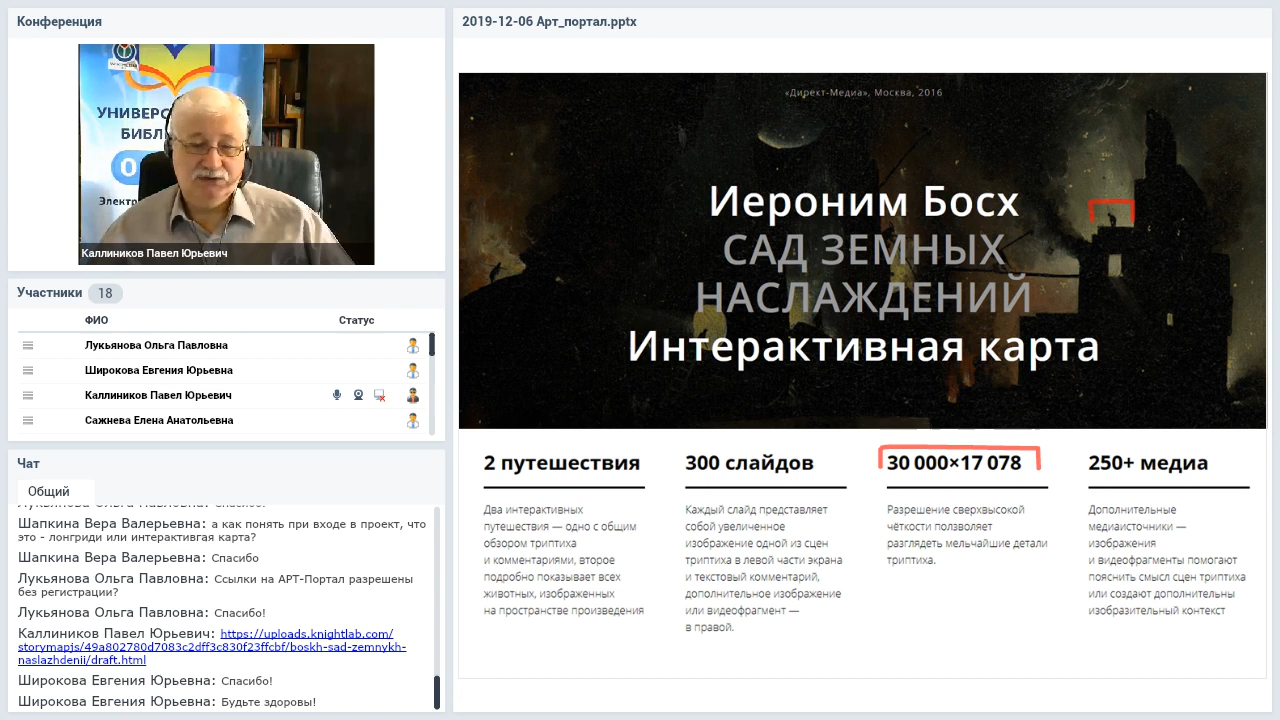 Конференция
УНИВЕРС
БИБЛ
Элект
Каллиников Павел Юрьевич
Участники 18
ФИО Статус
Лукьянова Ольга Павловна
Широкова Евгения Юрьевна
Каллиников Павел Юрьевич
Сажнева Елена Анатольевна
Чат
Общий
Лукьянова Ольга Павловна: Спасибо!
Шапкина Вера Валерьевна: а как понять при входе в проект, что
это - лонгриди или интерактивгая карта?
Шапкина Вера Валерьевна: Спасибо
Лукьянова Ольга Павловна: Ссылки на АРТ-Портал разрешены
без регистрации?
Лукьянова Ольга Павловна: Спасибо!
Каллиников Павел Юрьевич: https://uploads.knightlab.com/
storymapjs/49a802780d7083c2dff3c830f23ffcbf/boskh-sad-zemnykh-
naslazhdenii/draft.html
Широкова Евгения Юрьевна: Спасибо!
Широкова Евгения Юрьевна: Будьте здоровы!
2019-12-06 Арт_портал.pptx
«Директ-Медиа», Москва, 2016
Иероним Босх
САД ЗЕМНЫХ
НАСЛАЖДЕНИЙ
Интерактивная карта
2 путешествия
Два интерактивных
путешествия — одно с общим
обзором триптиха
и комментариями, второе
подробно показывает всех
животных, изображенных
на пространстве произведения
300 слайдов
Каждый слайд представляет
собой увеличенное
изображение одной из сцен
триптиха в левой части экрана
и текстовый комментарий,
дополнительное изображение
или видеофрагмент —
в правой.
30 000×17 078
Разрешение сверхвысокой
чёткости ползволяет
разглядеть мельчайшие детали
триптиха.
250+ медиа
Дополнительные
медиаисточники —
изображения
и видеофрагменты помогают
пояснить смысл сцен триптиха
или создают дополнительны
изобразительный контекст